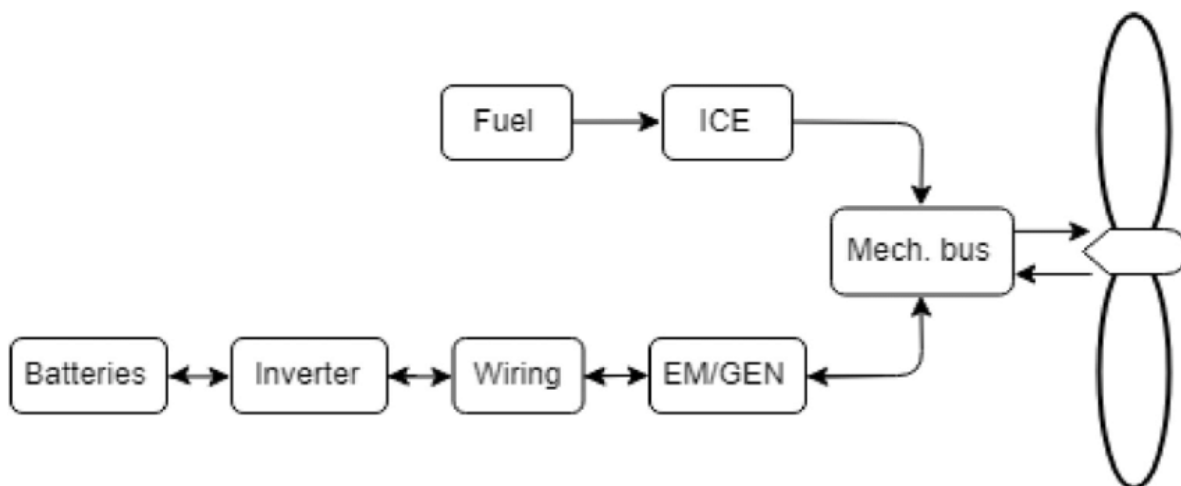 Fuel
ICE
Mech. bus
Batteries
Inverter
Wiring
EM/GEN